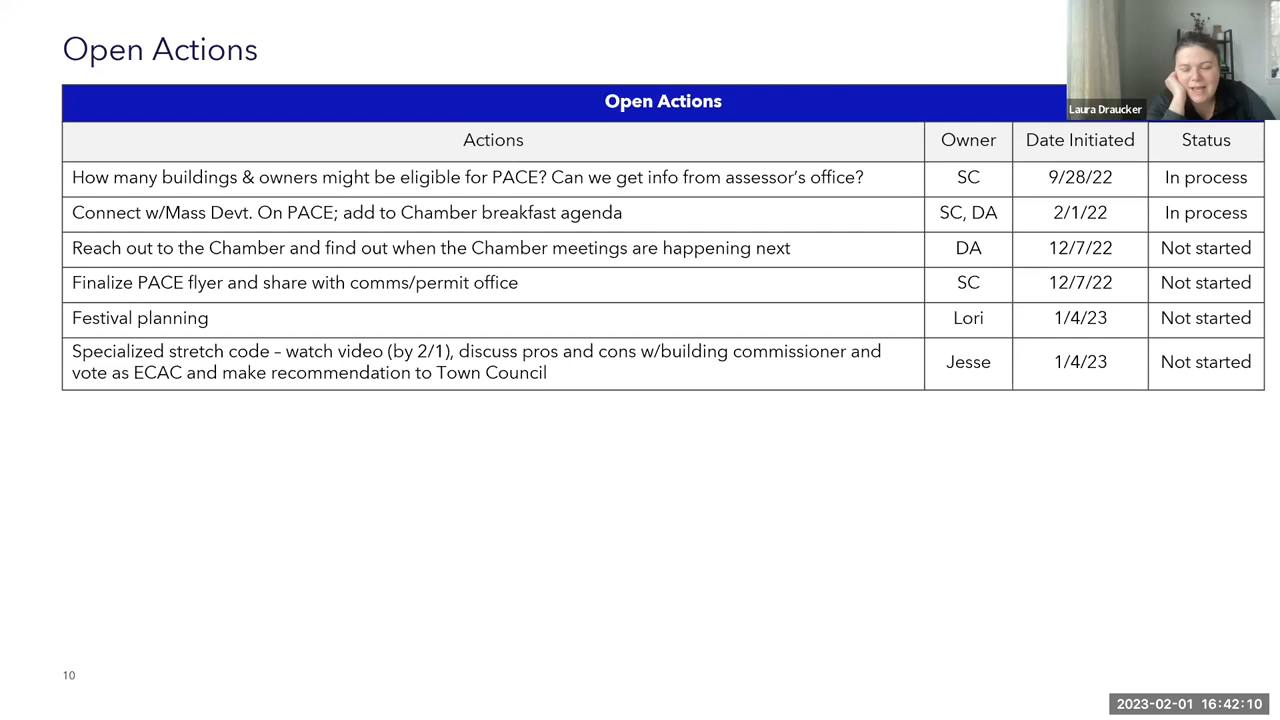 Open Actions
Laura Draucker
Open Actions
Actions Owner Date Initiated Status
How many buildings & owners might be eligible for PACE? Can we get info from assessor’s office? SC 9/28/22 In process
Connect w/Mass Devt. On PACE; add to Chamber breakfast agenda SC, DA 2/1/22 In process
Reach out to the Chamber and find out when the Chamber meetings are happening next DA 12/7/22 Not started
Finalize PACE flyer and share with comms/permit office SC 12/7/22 Not started
Festival planning Lori 1/4/23 Not started
Specialized stretch code – watch video (by 2/1), discuss pros and cons w/building commissioner and
vote as ECAC and make recommendation to Town Council Jesse 1/4/23 Not started
10
2023-02-01 16:42:10